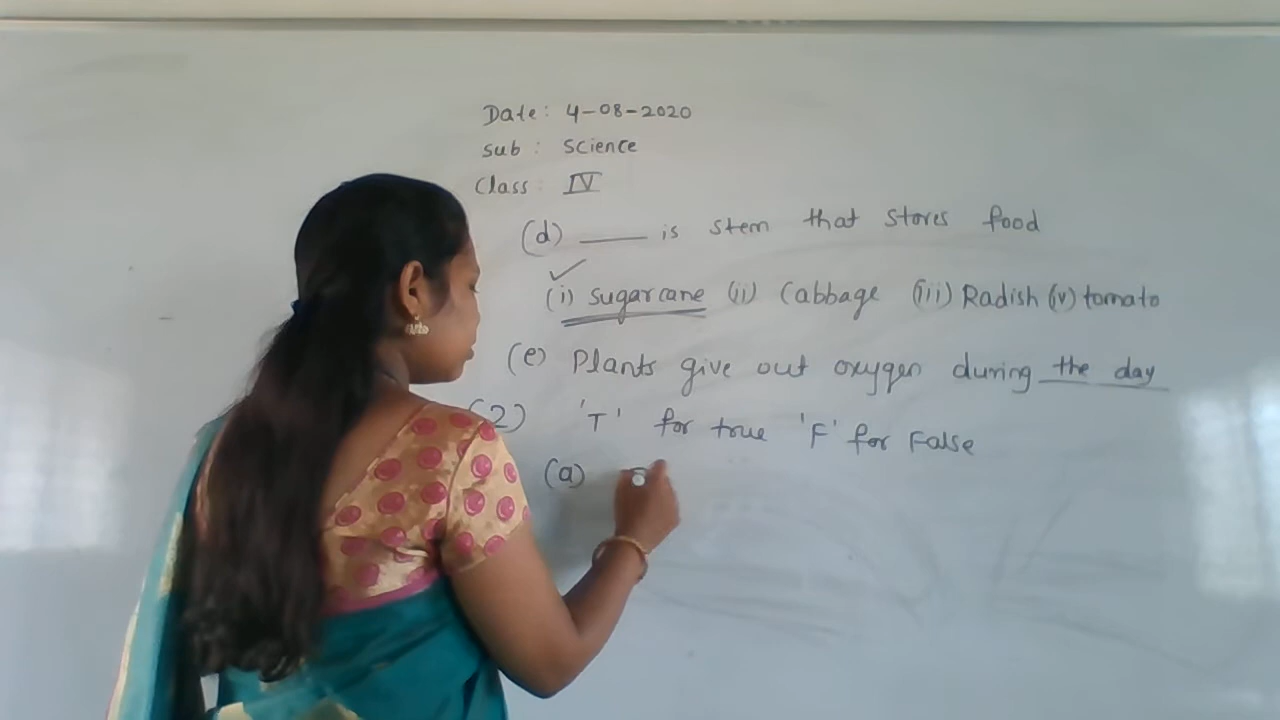 Date: 4-08-2020
Sub : Science
Class : IV
(d) ____ is stem that stores food
(i) Sugarcane (ii) Cabbage (iii) Radish (v) tomato
(e) Plants give out oxygen during the day
(2) 'T' for true 'F' for False
(a)